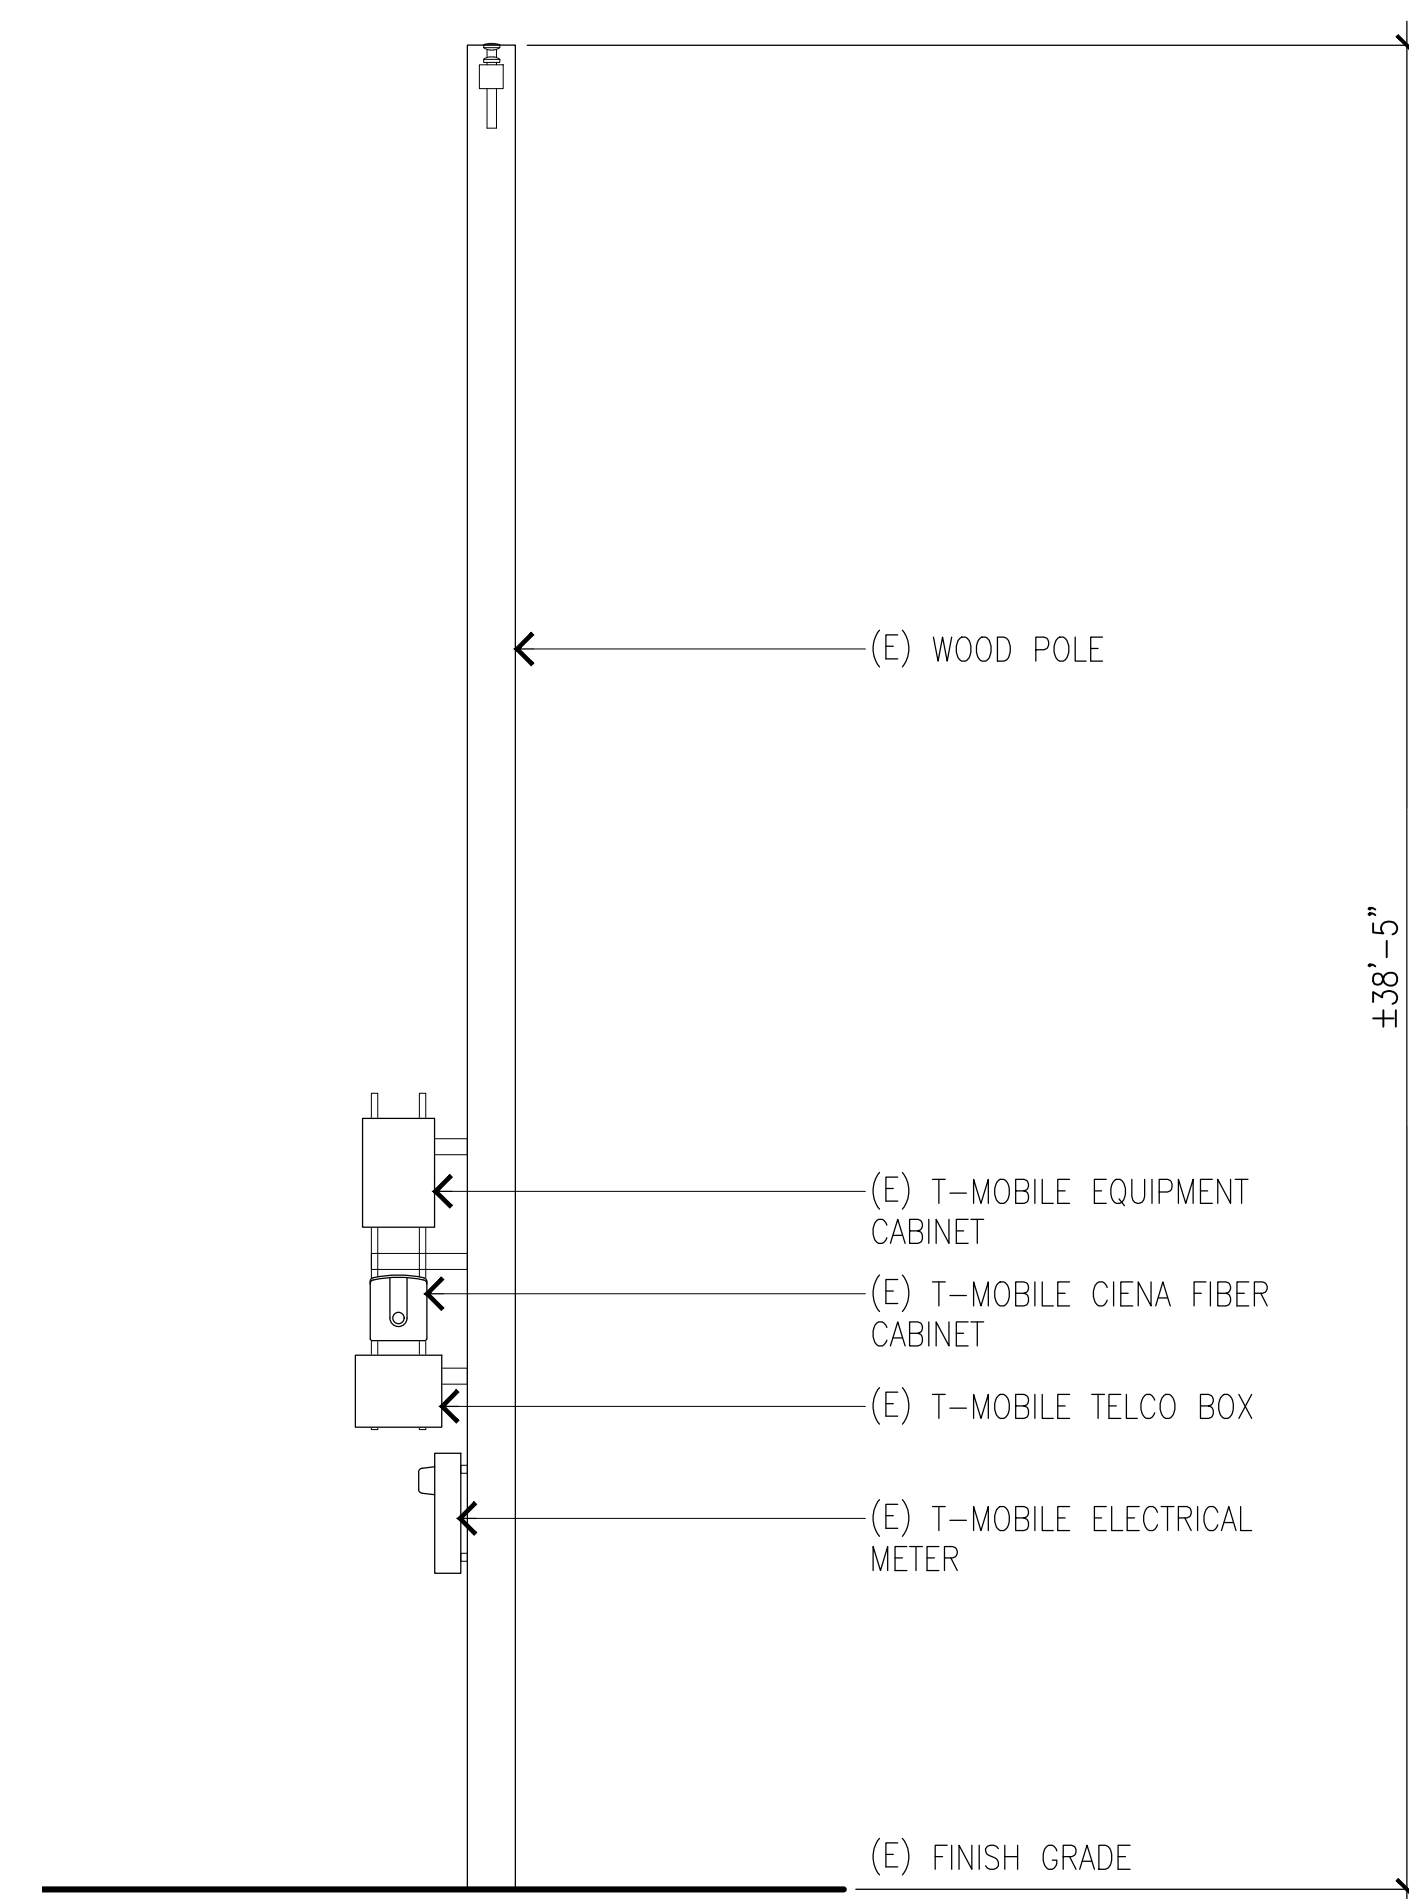 (E) WOOD POLE
±38'-5"
(E) T-MOBILE EQUIPMENT
CABINET
(E) T-MOBILE CIENA FIBER
CABINET
(E) T-MOBILE TELCO BOX
(E) T-MOBILE ELECTRICAL
METER
(E) FINISH GRADE